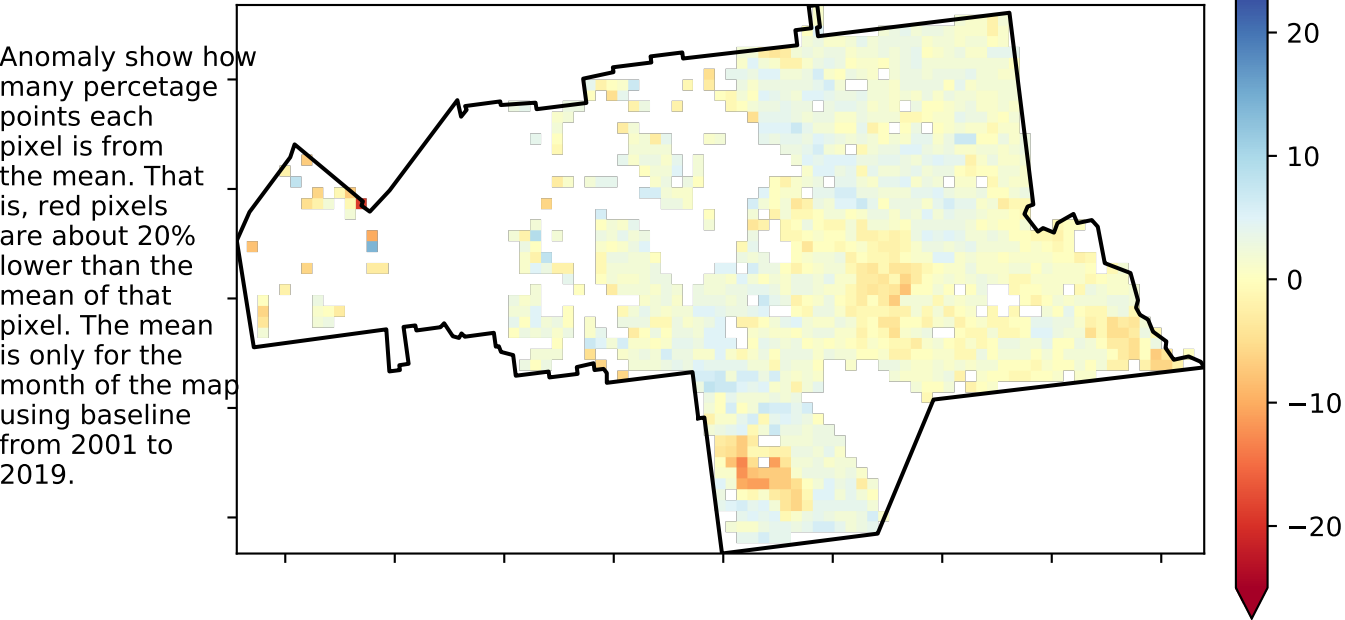 Anomaly show how
many percetage
points each
pixel is from
the mean. That
is, red pixels
are about 20%
lower than the
mean of that
pixel. The mean
is only for the
month of the map
using baseline
from 2001 to
2019.
20
10
0
−10
−20